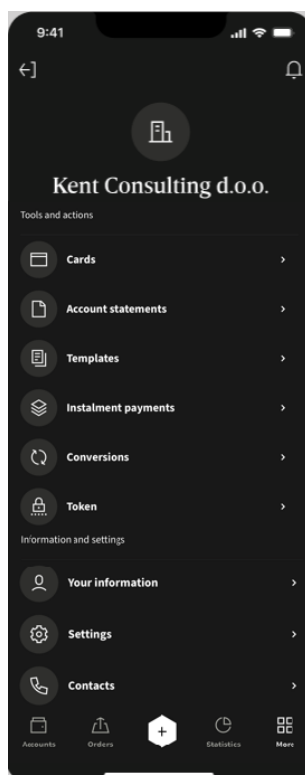 9:41
Kent Consulting d.o.o.
Tools and actions
Cards
Account statements
Templates
Instalment payments
Conversions
Token
Information and settings
Your information
Settings
Contacts
Accounts
Orders
Statistics
More